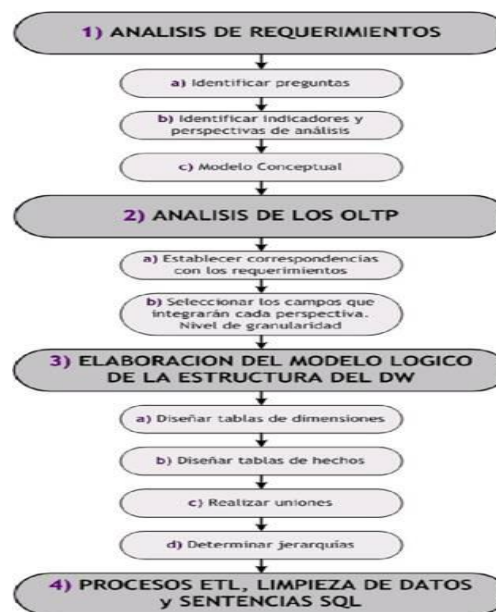 1) ANALISIS DE REQUERIMIENTOS
a) Identificar preguntas
b) Identificar indicadores y
perspectivas de análisis
c) Modelo Conceptual
2) ANALISIS DE LOS OLTP
a) Establecer correspondencias
con los requerimientos
b) Seleccionar los campos que
integrarán cada perspectiva.
Nivel de granularidad
3) ELABORACION DEL MODELO LOGICO
DE LA ESTRUCTURA DEL DW
a) Diseñar tablas de dimensiones
b) Diseñar tablas de hechos
c) Realizar uniones
d) Determinar jerarquías
4) PROCESOS ETL, LIMPIEZA DE DATOS
y SENTENCIAS SQL